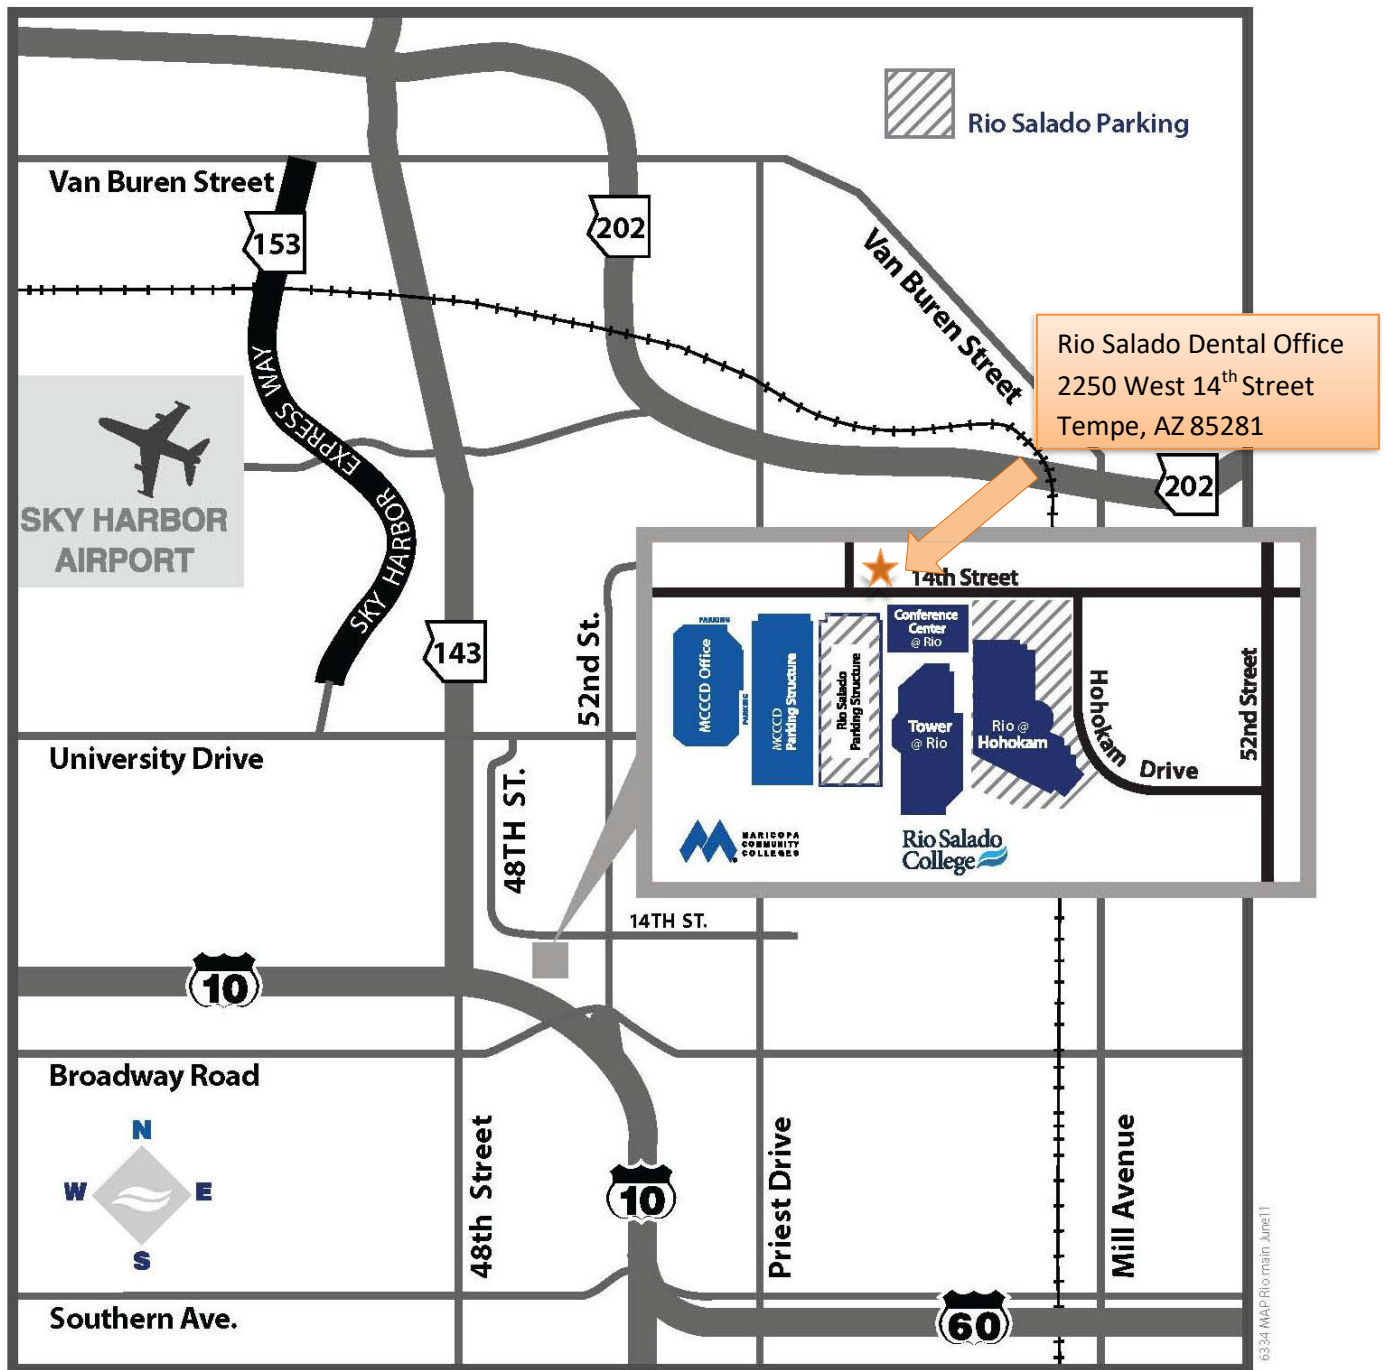 Rio Salado Parking
Van Buren Street
153
202
Van Buren Street
Rio Salado Dental Office
2250 West 14th Street
Tempe, AZ 85281
SKY HARBOR
AIRPORT
SKY HARBOR EXPRESS WAY
202
143
52nd St.
14th Street
PARKING
MCCCD Office
PARKING
MCCCD
Parking Structure
Rio Salado
Parking Structure
Conference
Center
@ Rio
Tower
@ Rio
Rio @
Hohokam
Hohokam Drive
52nd Street
MARICOPA
COMMUNITY
COLLEGES
Rio Salado
College
University Drive
48TH ST.
14TH ST.
10
Broadway Road
N
W
E
S
48th Street
10
Priest Drive
Mill Avenue
Southern Ave.
60
6334 MAP Rio main June11